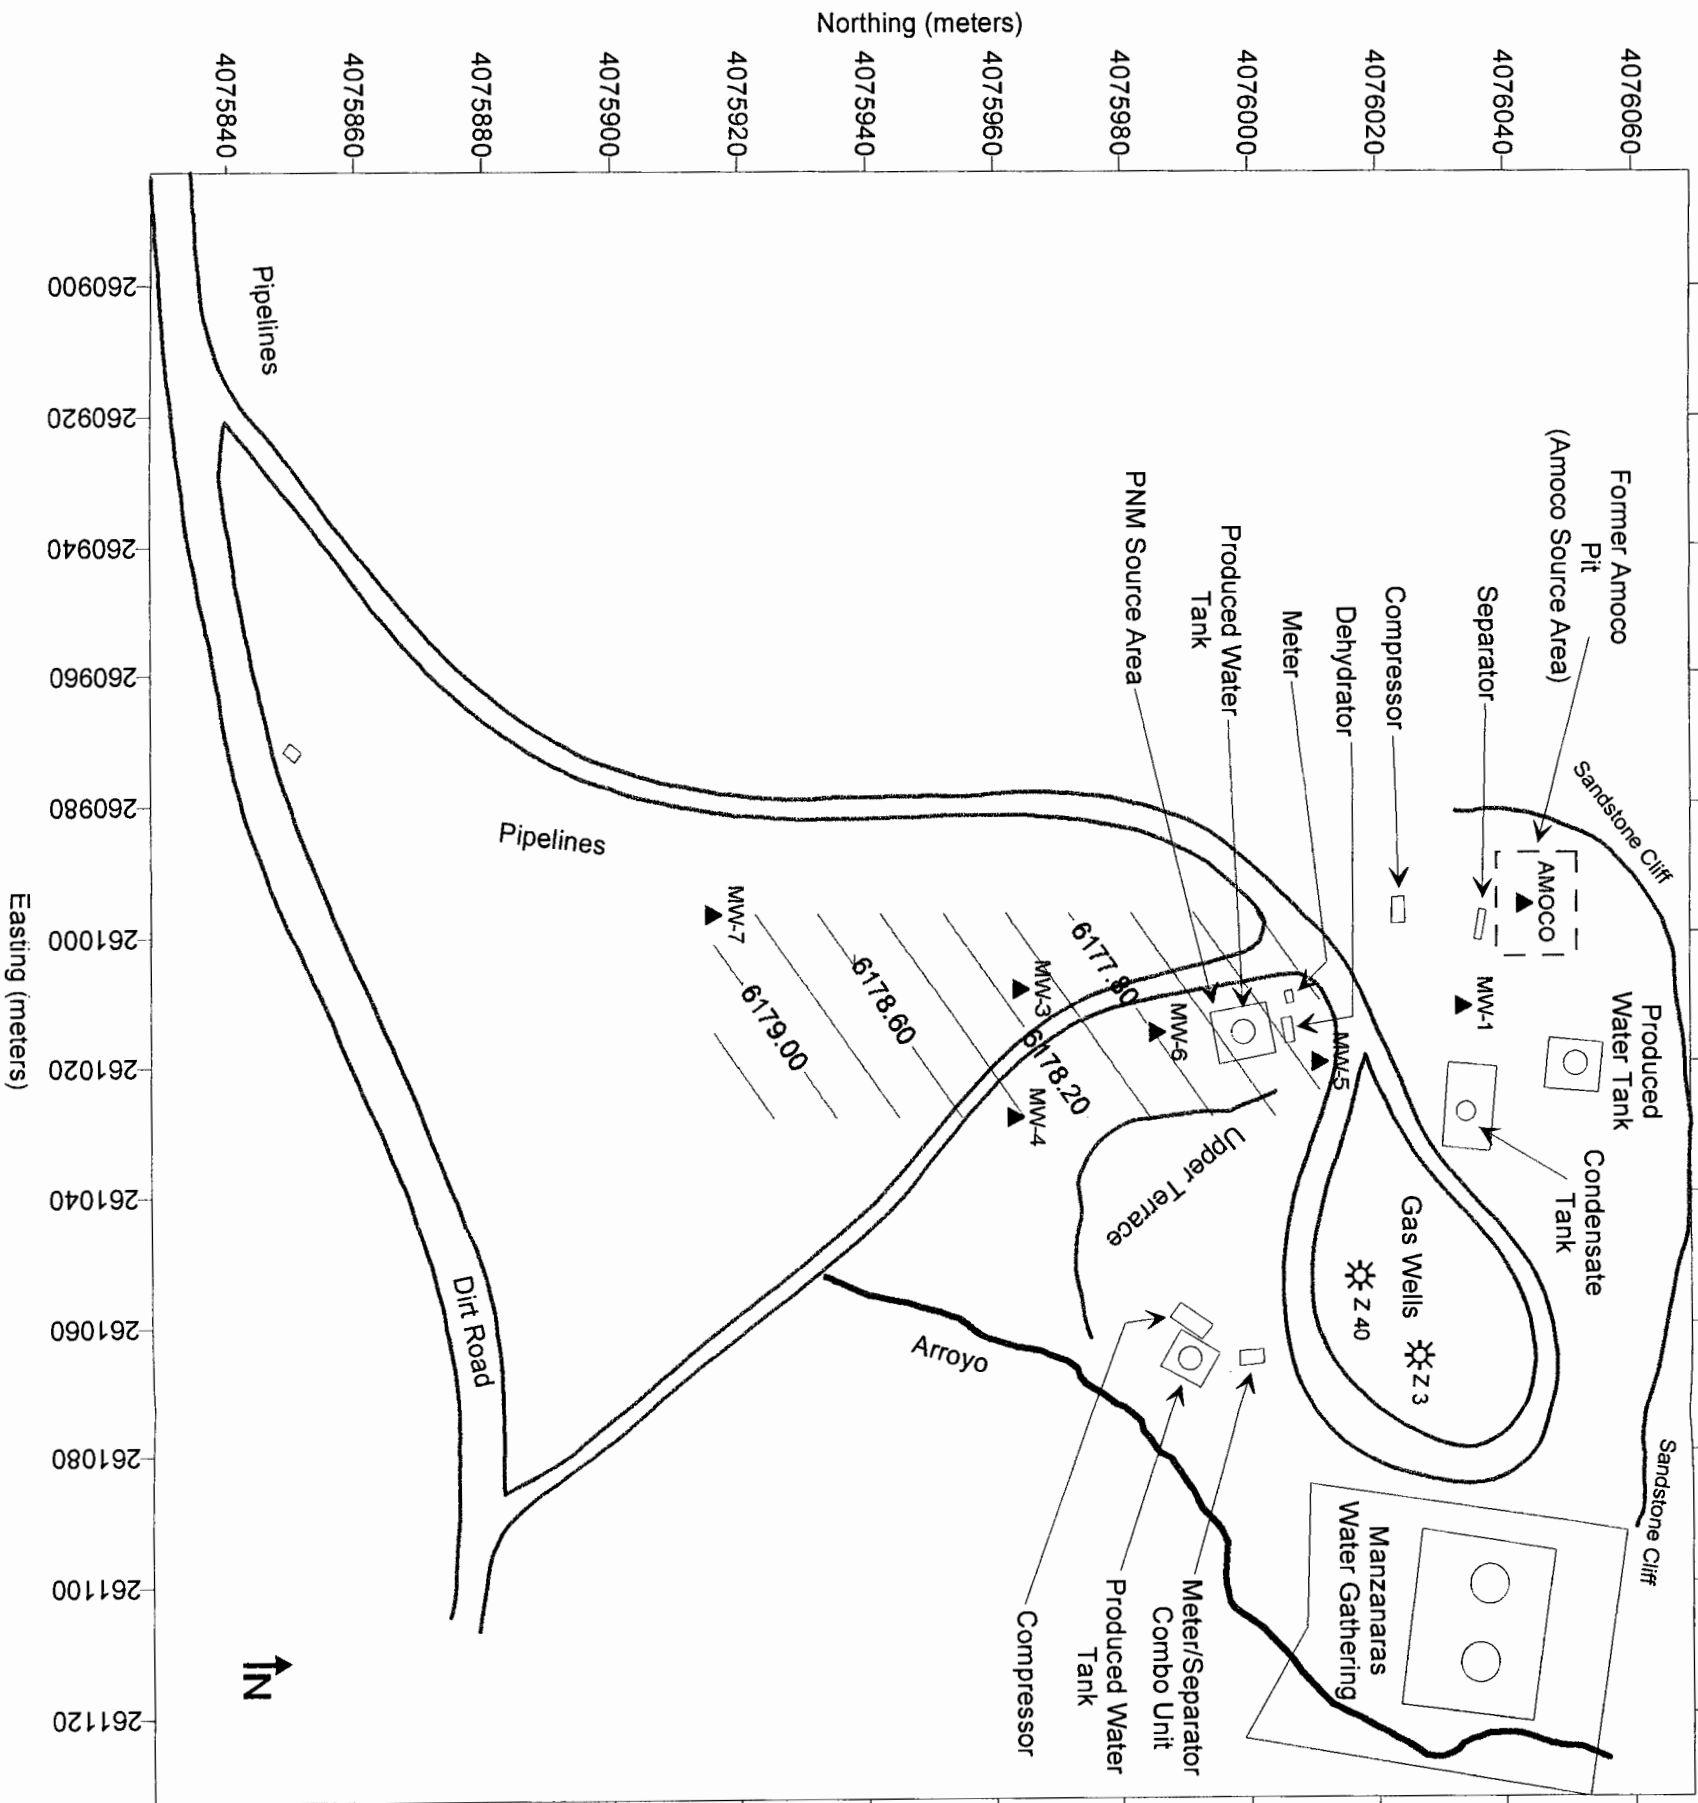 Northing (meters)
4075840
4075860
4075880
4075900
4075920
4075940
4075960
4075980
4076000
4076020
4076040
4076060
260900
260920
260940
260960
260980
261000
261020
261040
261060
261080
261100
261120
Easting (meters)
Pipelines
Pipelines
Dirt Road
Former Amoco
Pit
(Amoco Source Area)
Separator
Compressor
Dehydrator
Meter
Produced Water
Tank
PNM Source Area
Sandstone Cliff
AMOCO
MW-1
Produced
Water Tank
Condensate
Tank
MW-5
MW-6
MW-3
MW-4
MW-7
6177.80
6178.20
6178.60
6179.00
Upper Terrace
Gas Wells
Z 40
Z 3
Arroyo
Sandstone Cliff
Manzanaras
Water Gathering
Meter/Separator
Combo Unit
Produced Water
Tank
Compressor
N